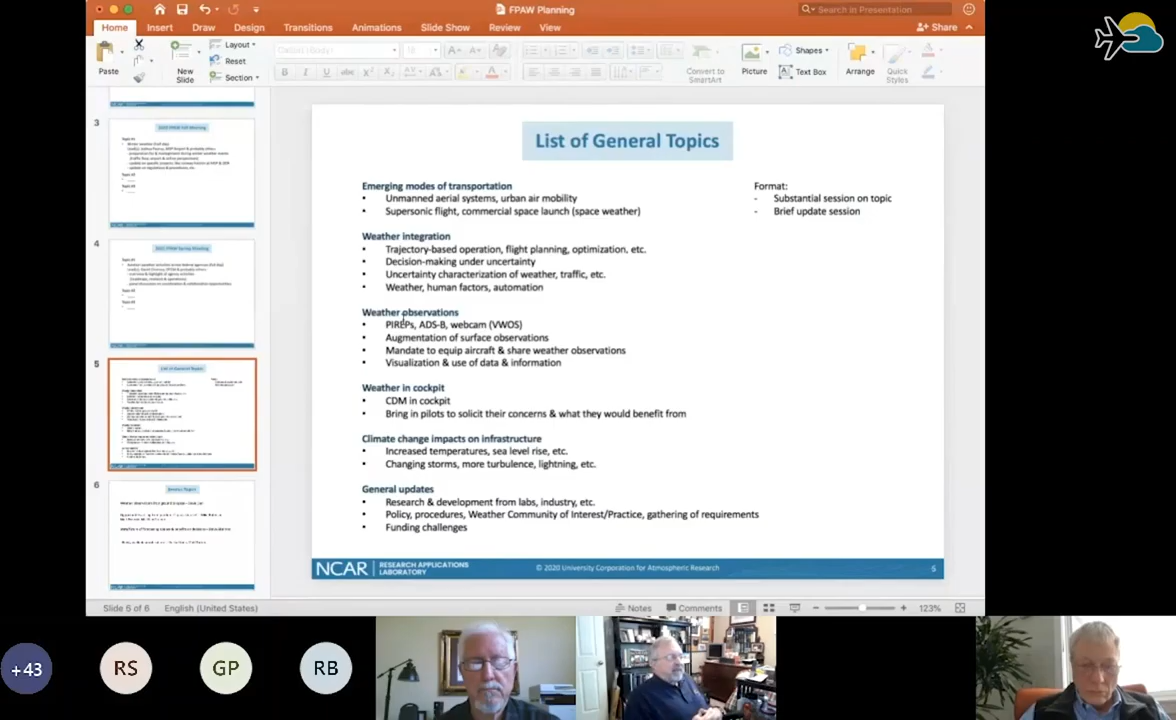 FPAW Planning
Search in Presentation
Home Insert Draw Design Transitions Animations Slide Show Review View
Share
Paste
New Slide
Layout
Reset
Section
Convert to SmartArt
Picture
Shapes
Text Box
Arrange
Quick Styles
3
4
5
6
List of General Topics
Emerging modes of transportation
• Unmanned aerial systems, urban air mobility
• Supersonic flight, commercial space launch (space weather)
Weather integration
• Trajectory-based operation, flight planning, optimization, etc.
• Decision-making under uncertainty
• Uncertainty characterization of weather, traffic, etc.
• Weather, human factors, automation
Weather observations
• PIREPs, ADS-B, webcam (VWOS)
• Augmentation of surface observations
• Mandate to equip aircraft & share weather observations
• Visualization & use of data & information
Weather in cockpit
• CDM in cockpit
• Bring in pilots to solicit their concerns & what they would benefit from
Climate change impacts on infrastructure
• Increased temperatures, sea level rise, etc.
• Changing storms, more turbulence, lightning, etc.
General updates
• Research & development from labs, industry, etc.
• Policy, procedures, Weather Community of Interest/Practice, gathering of requirements
• Funding challenges
Format:
- Substantial session on topic
- Brief update session
NCAR RESEARCH APPLICATIONS LABORATORY
© 2020 University Corporation for Atmospheric Research
5
Slide 5 of 6 English (United States)
Notes Comments
123%
+43
RS
GP
RB